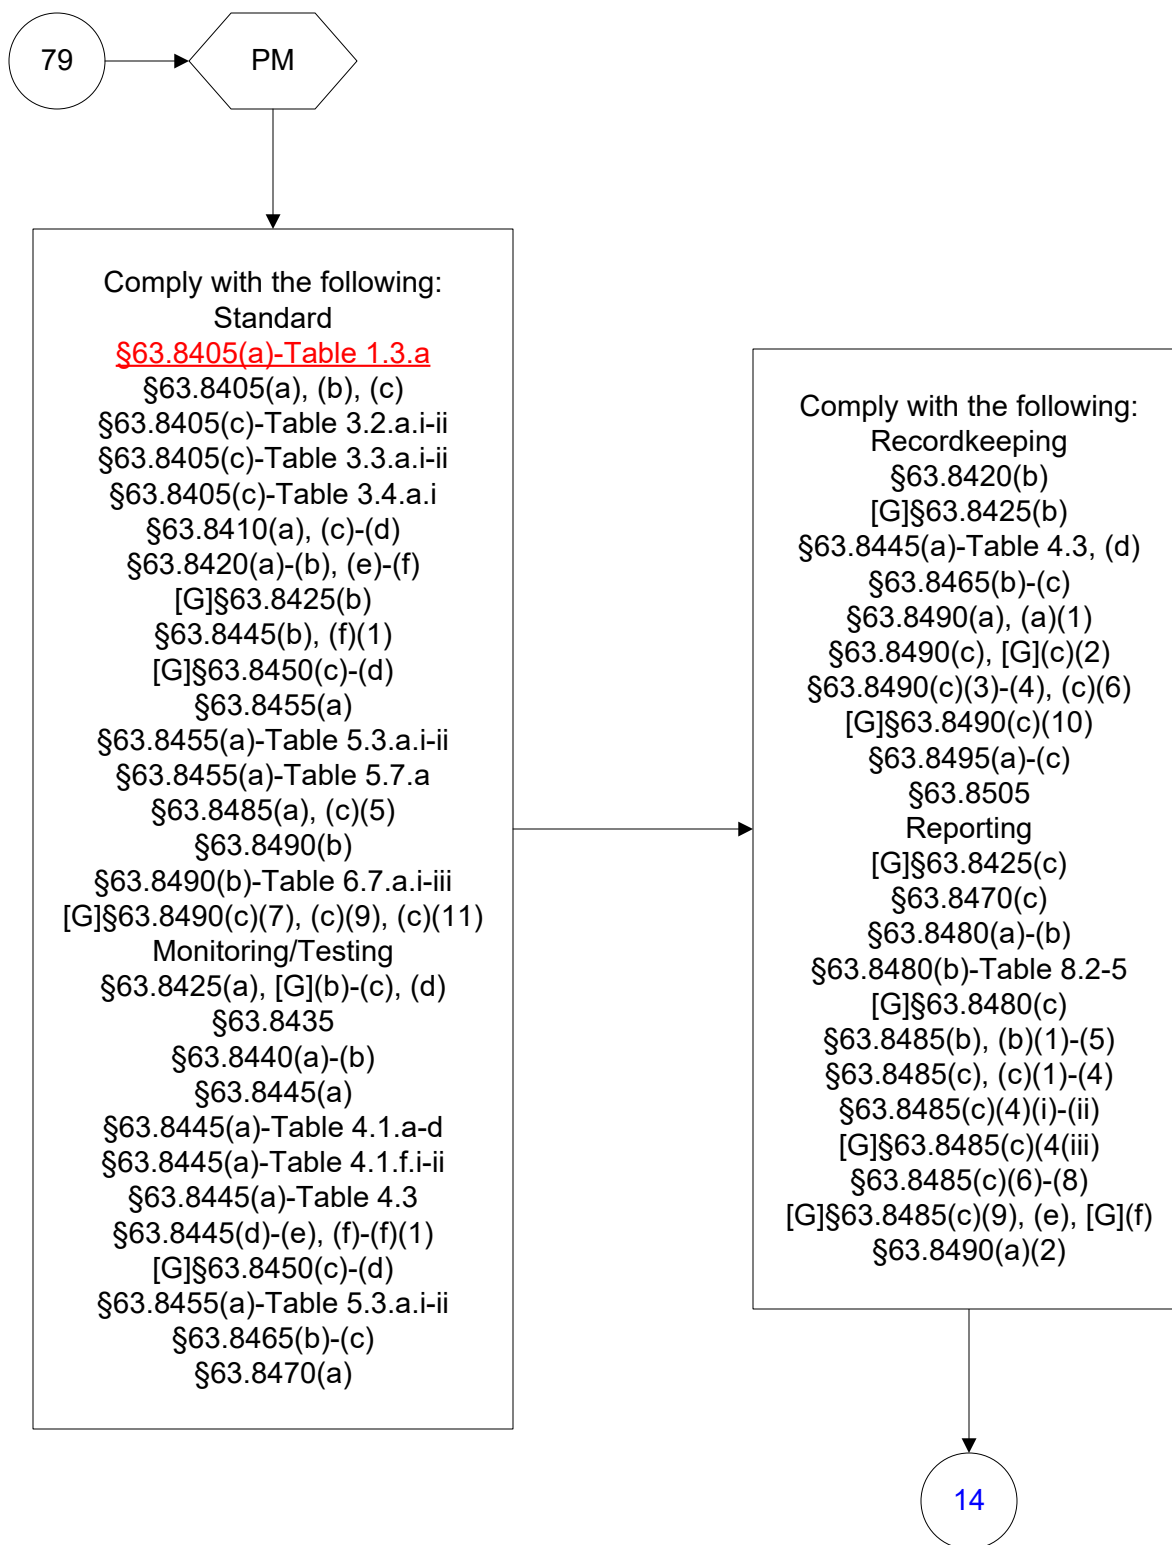 79
PM
Comply with the following:
Standard
§63.8405(a)-Table 1.3.a
§63.8405(a), (b), (c)
§63.8405(c)-Table 3.2.a.i-ii
§63.8405(c)-Table 3.3.a.i-ii
§63.8405(c)-Table 3.4.a.i
§63.8410(a), (c)-(d)
§63.8420(a)-(b), (e)-(f)
[G]§63.8425(b)
§63.8445(b), (f)(1)
[G]§63.8450(c)-(d)
§63.8455(a)
§63.8455(a)-Table 5.3.a.i-ii
§63.8455(a)-Table 5.7.a
§63.8485(a), (c)(5)
§63.8490(b)
§63.8490(b)-Table 6.7.a.i-iii
[G]§63.8490(c)(7), (c)(9), (c)(11)
Monitoring/Testing
§63.8425(a), [G](b)-(c), (d)
§63.8435
§63.8440(a)-(b)
§63.8445(a)
§63.8445(a)-Table 4.1.a-d
§63.8445(a)-Table 4.1.f.i-ii
§63.8445(a)-Table 4.3
§63.8445(d)-(e), (f)-(f)(1)
[G]§63.8450(c)-(d)
§63.8455(a)-Table 5.3.a.i-ii
§63.8465(b)-(c)
§63.8470(a)
Comply with the following:
Recordkeeping
§63.8420(b)
[G]§63.8425(b)
§63.8445(a)-Table 4.3, (d)
§63.8465(b)-(c)
§63.8490(a), (a)(1)
§63.8490(c), [G](c)(2)
§63.8490(c)(3)-(4), (c)(6)
[G]§63.8490(c)(10)
§63.8495(a)-(c)
§63.8505
Reporting
[G]§63.8425(c)
§63.8470(c)
§63.8480(a)-(b)
§63.8480(b)-Table 8.2-5
[G]§63.8480(c)
§63.8485(b), (b)(1)-(5)
§63.8485(c), (c)(1)-(4)
§63.8485(c)(4)(i)-(ii)
[G]§63.8485(c)(4(iii)
§63.8485(c)(6)-(8)
[G]§63.8485(c)(9), (e), [G](f)
§63.8490(a)(2)
14